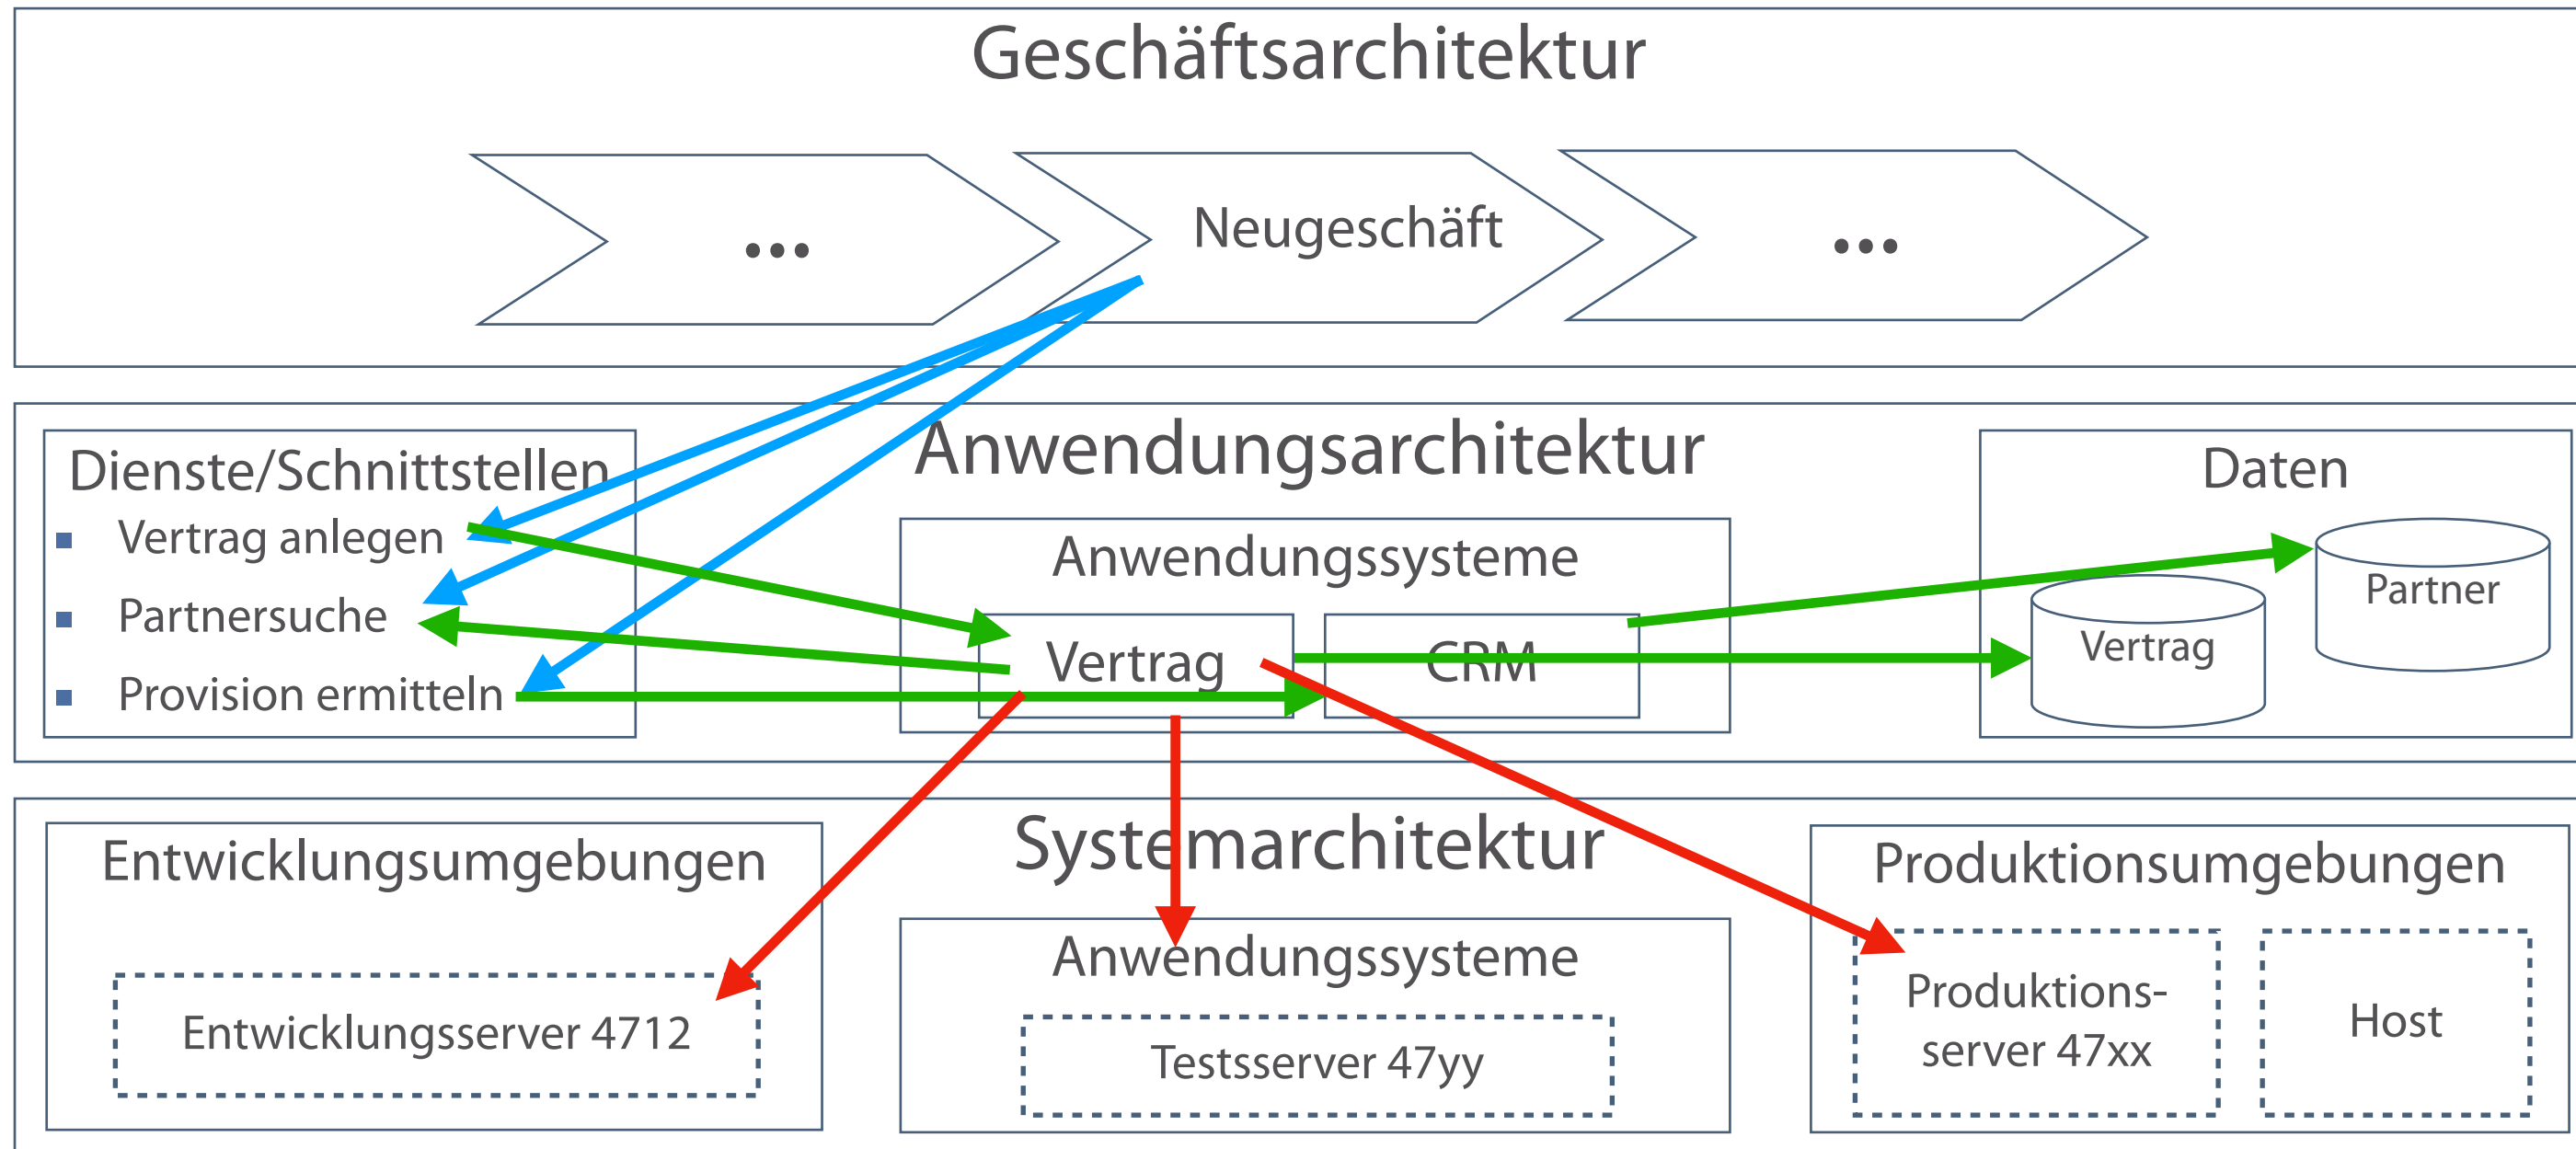 Geschäftsarchitektur
...
Neugeschäft
...
Anwendungsarchitektur
Dienste/Schnittstellen
Vertrag anlegen
Partnersuche
Provision ermitteln
Anwendungssysteme
Vertrag
CRM
Daten
Vertrag
Partner
Systemarchitektur
Entwicklungsumgebungen
Entwicklungsserver 4712
Anwendungssysteme
Testsserver 47yy
Produktionsumgebungen
Produktions-
server 47xx
Host